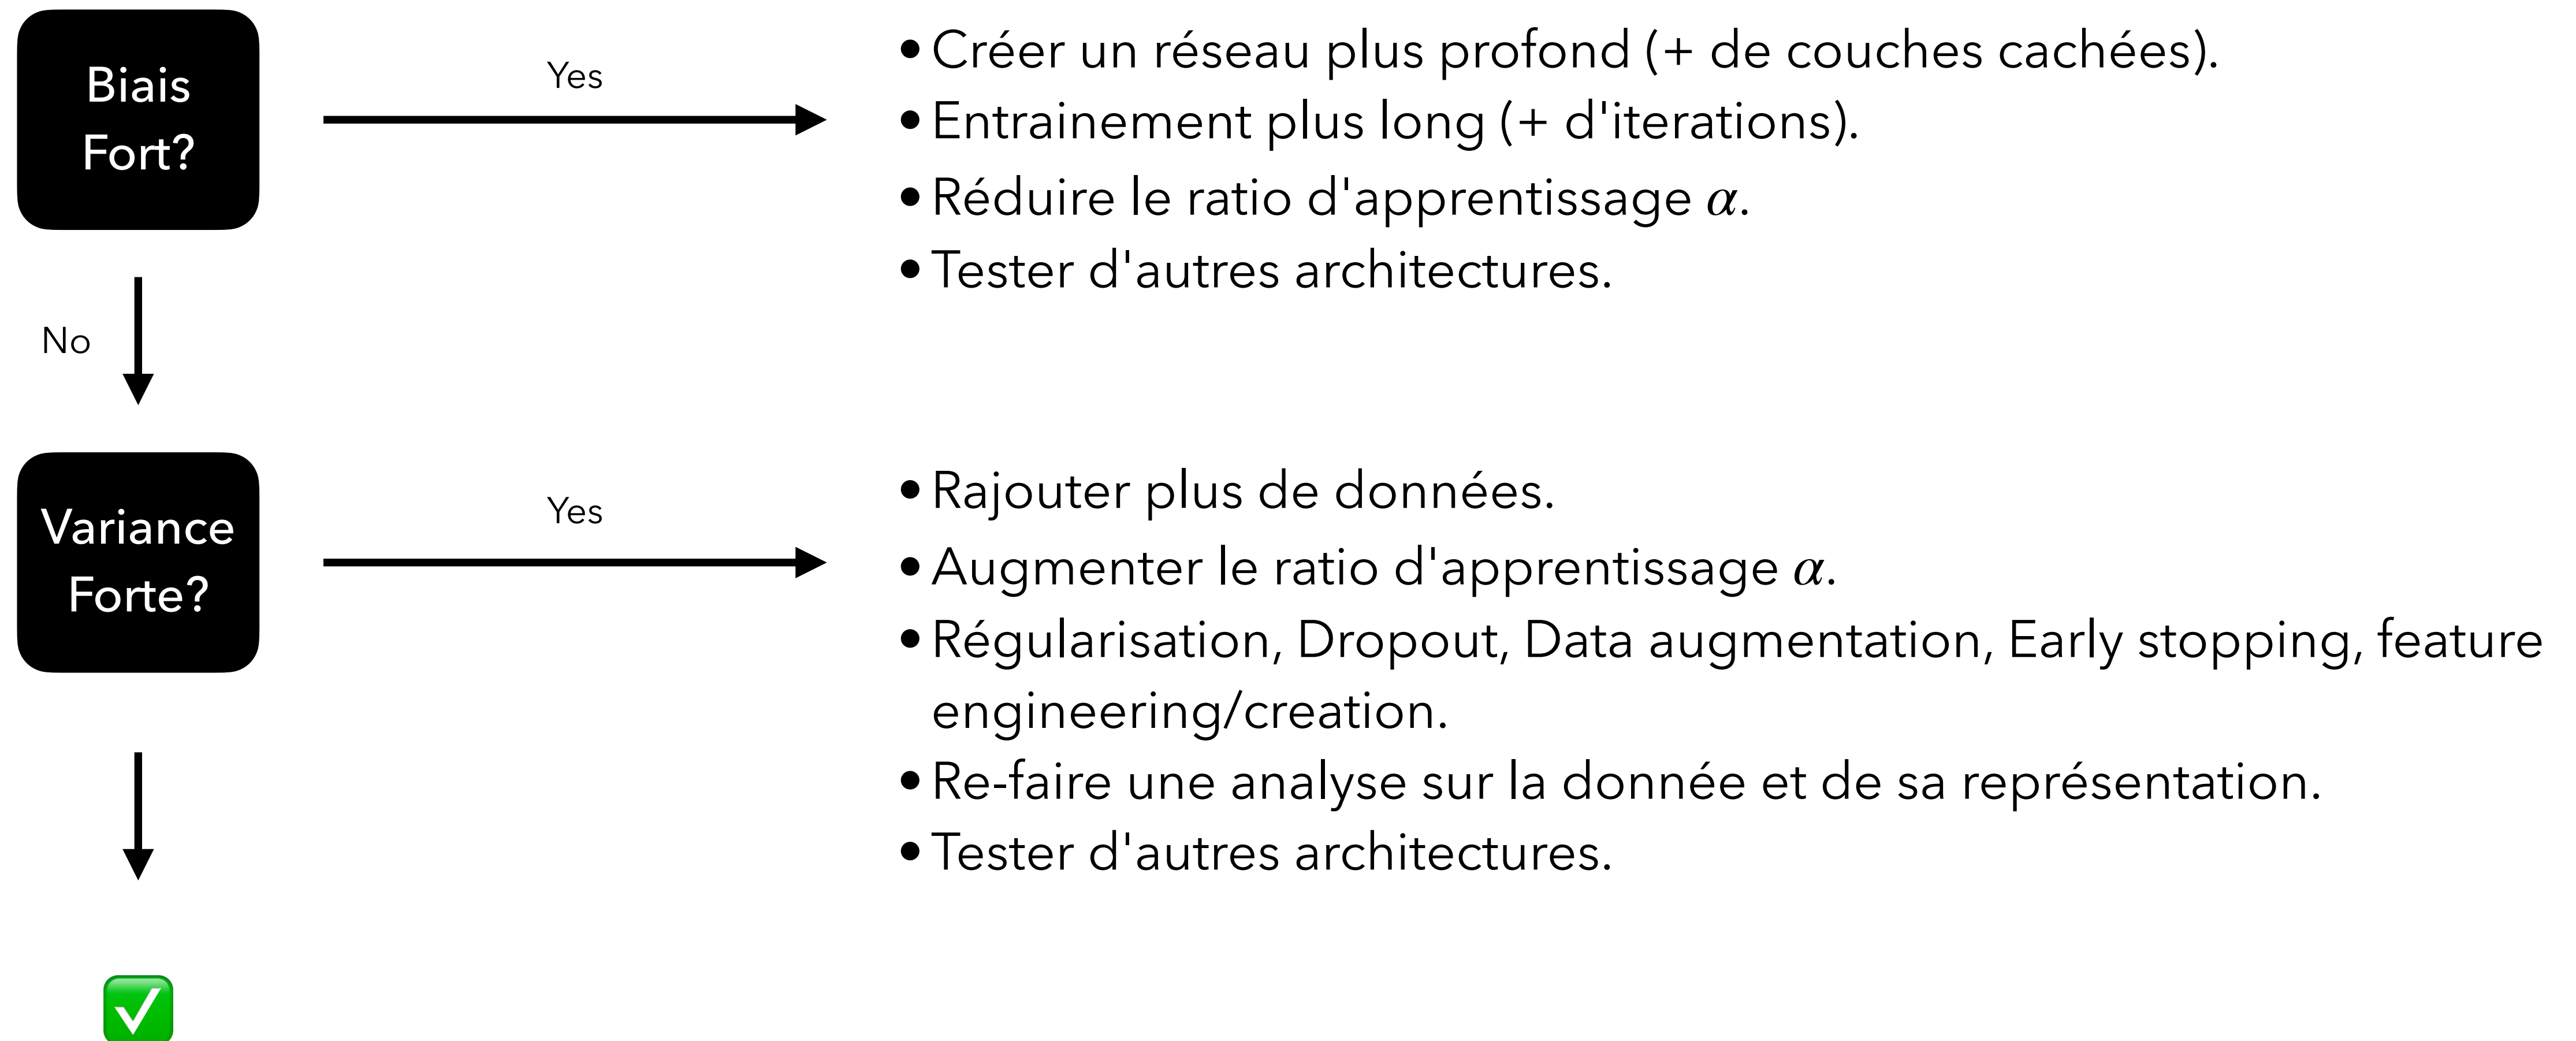 Biais
Fort?
Yes
• Créer un réseau plus profond (+ de couches cachées).
• Entrainement plus long (+ d'iterations).
• Réduire le ratio d'apprentissage α.
• Tester d'autres architectures.
No
Variance
Forte?
Yes
• Rajouter plus de données.
• Augmenter le ratio d'apprentissage α.
• Régularisation, Dropout, Data augmentation, Early stopping, feature
engineering/creation.
• Re-faire une analyse sur la donnée et de sa représentation.
• Tester d'autres architectures.